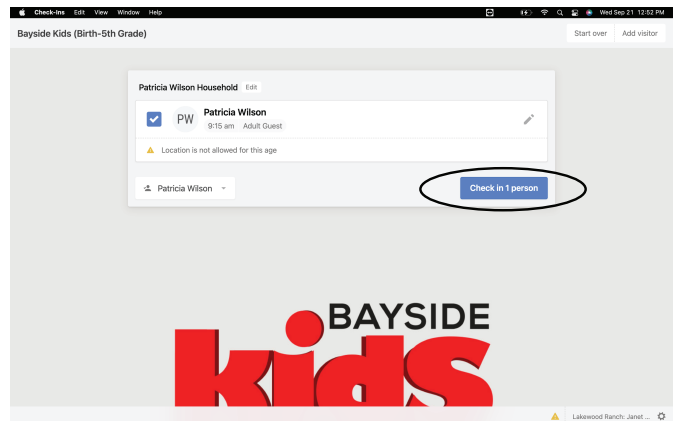 Check-Ins Edit View Window Help Wed Sep 21 12:52 PM
Bayside Kids (Birth-5th Grade) Start over Add visitor
Patricia Wilson Household Edit
PW Patricia Wilson
9:15 am Adult Guest
Location is not allowed for this age
Patricia Wilson Check in 1 person
BAYSIDE
kids
Lakewood Ranch: Janet ...